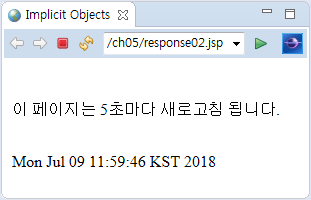 Implicit Objects
/ch05/response02.jsp
이 페이지는 5초마다 새로고침 됩니다.
Mon Jul 09 11:59:46 KST 2018